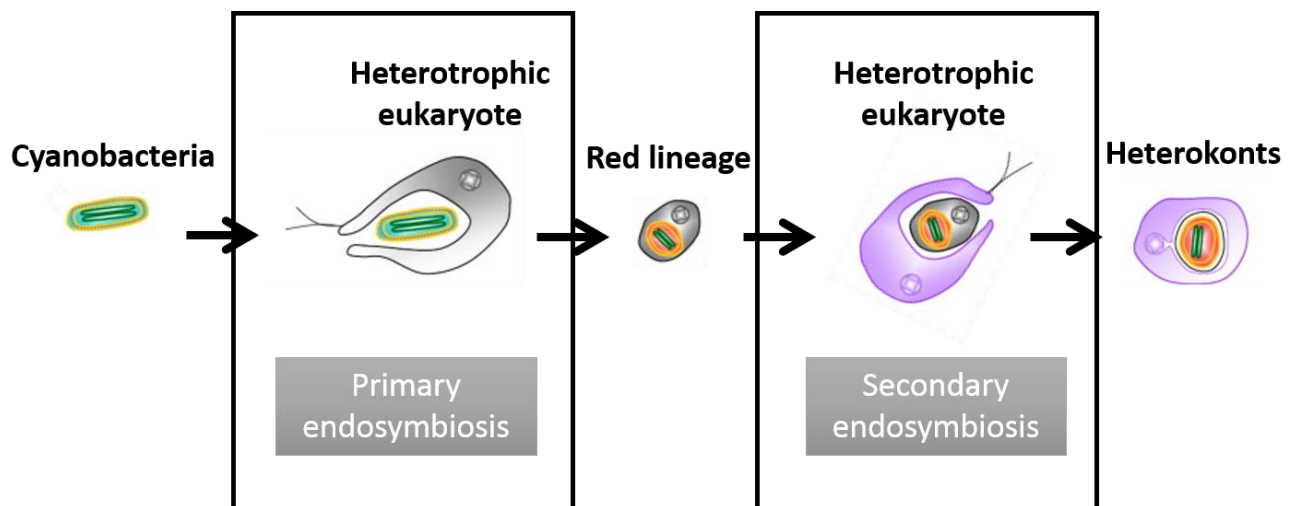 Cyanobacteria
Heterotrophic
eukaryote
Primary
endosymbiosis
Red lineage
Heterotrophic
eukaryote
Secondary
endosymbiosis
Heterokonts